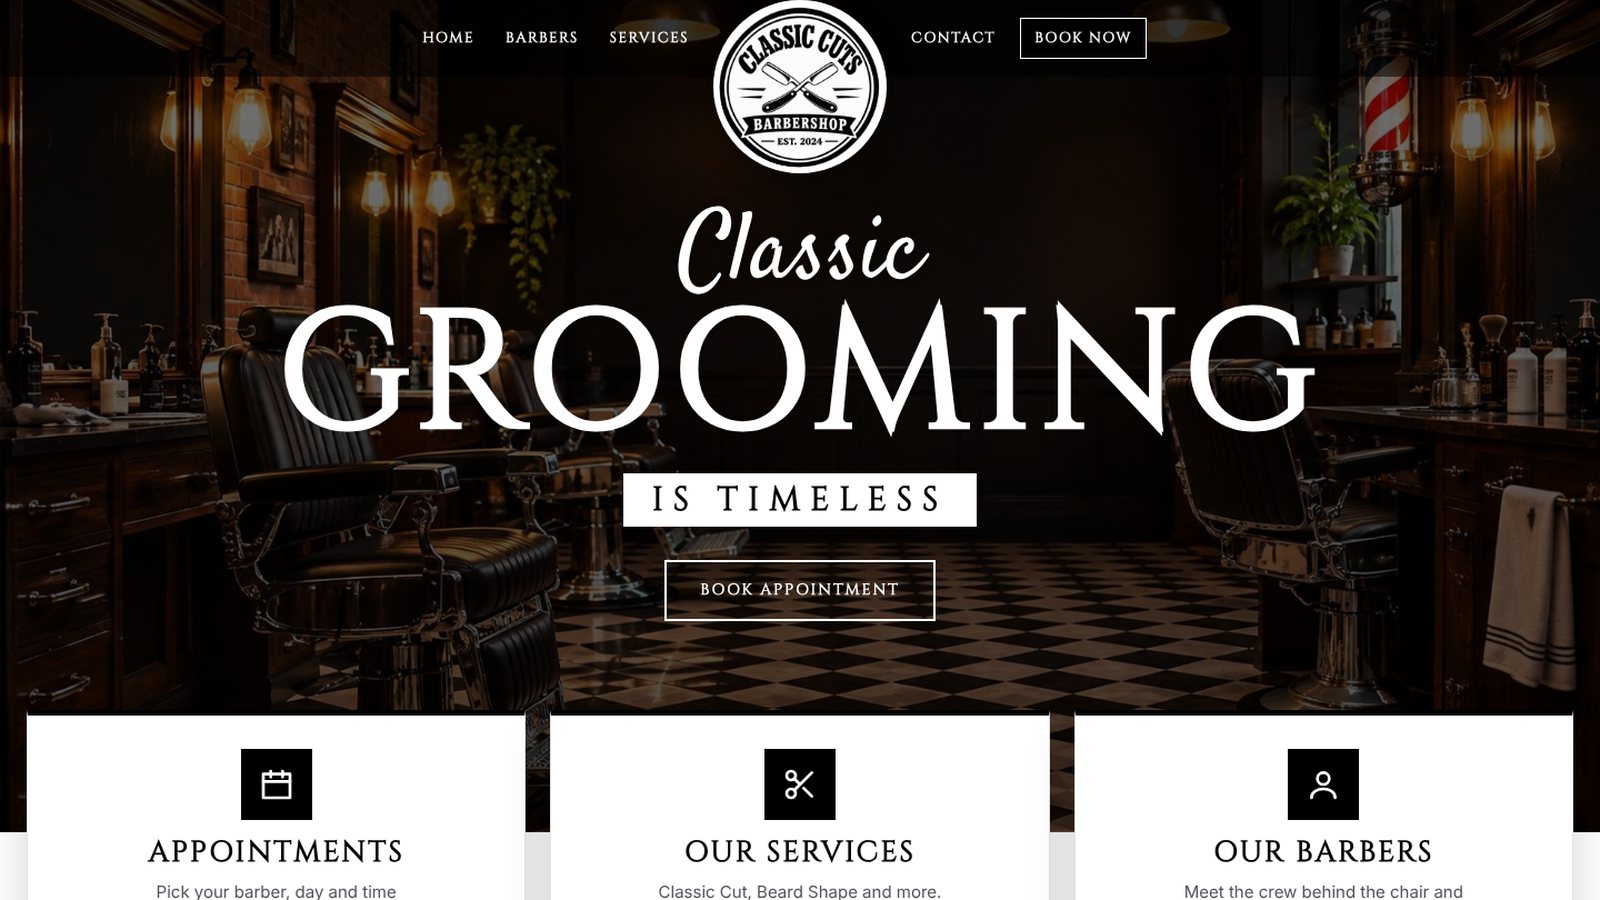 HOME
BARBERS
SERVICES
CLASSIC CUTS
BARBERSHOP
EST. 2024
CONTACT
BOOK NOW
Classic
GROOMING
IS TIMELESS
BOOK APPOINTMENT
APPOINTMENTS
Pick your barber, day and time
OUR SERVICES
Classic Cut, Beard Shape and more.
OUR BARBERS
Meet the crew behind the chair and